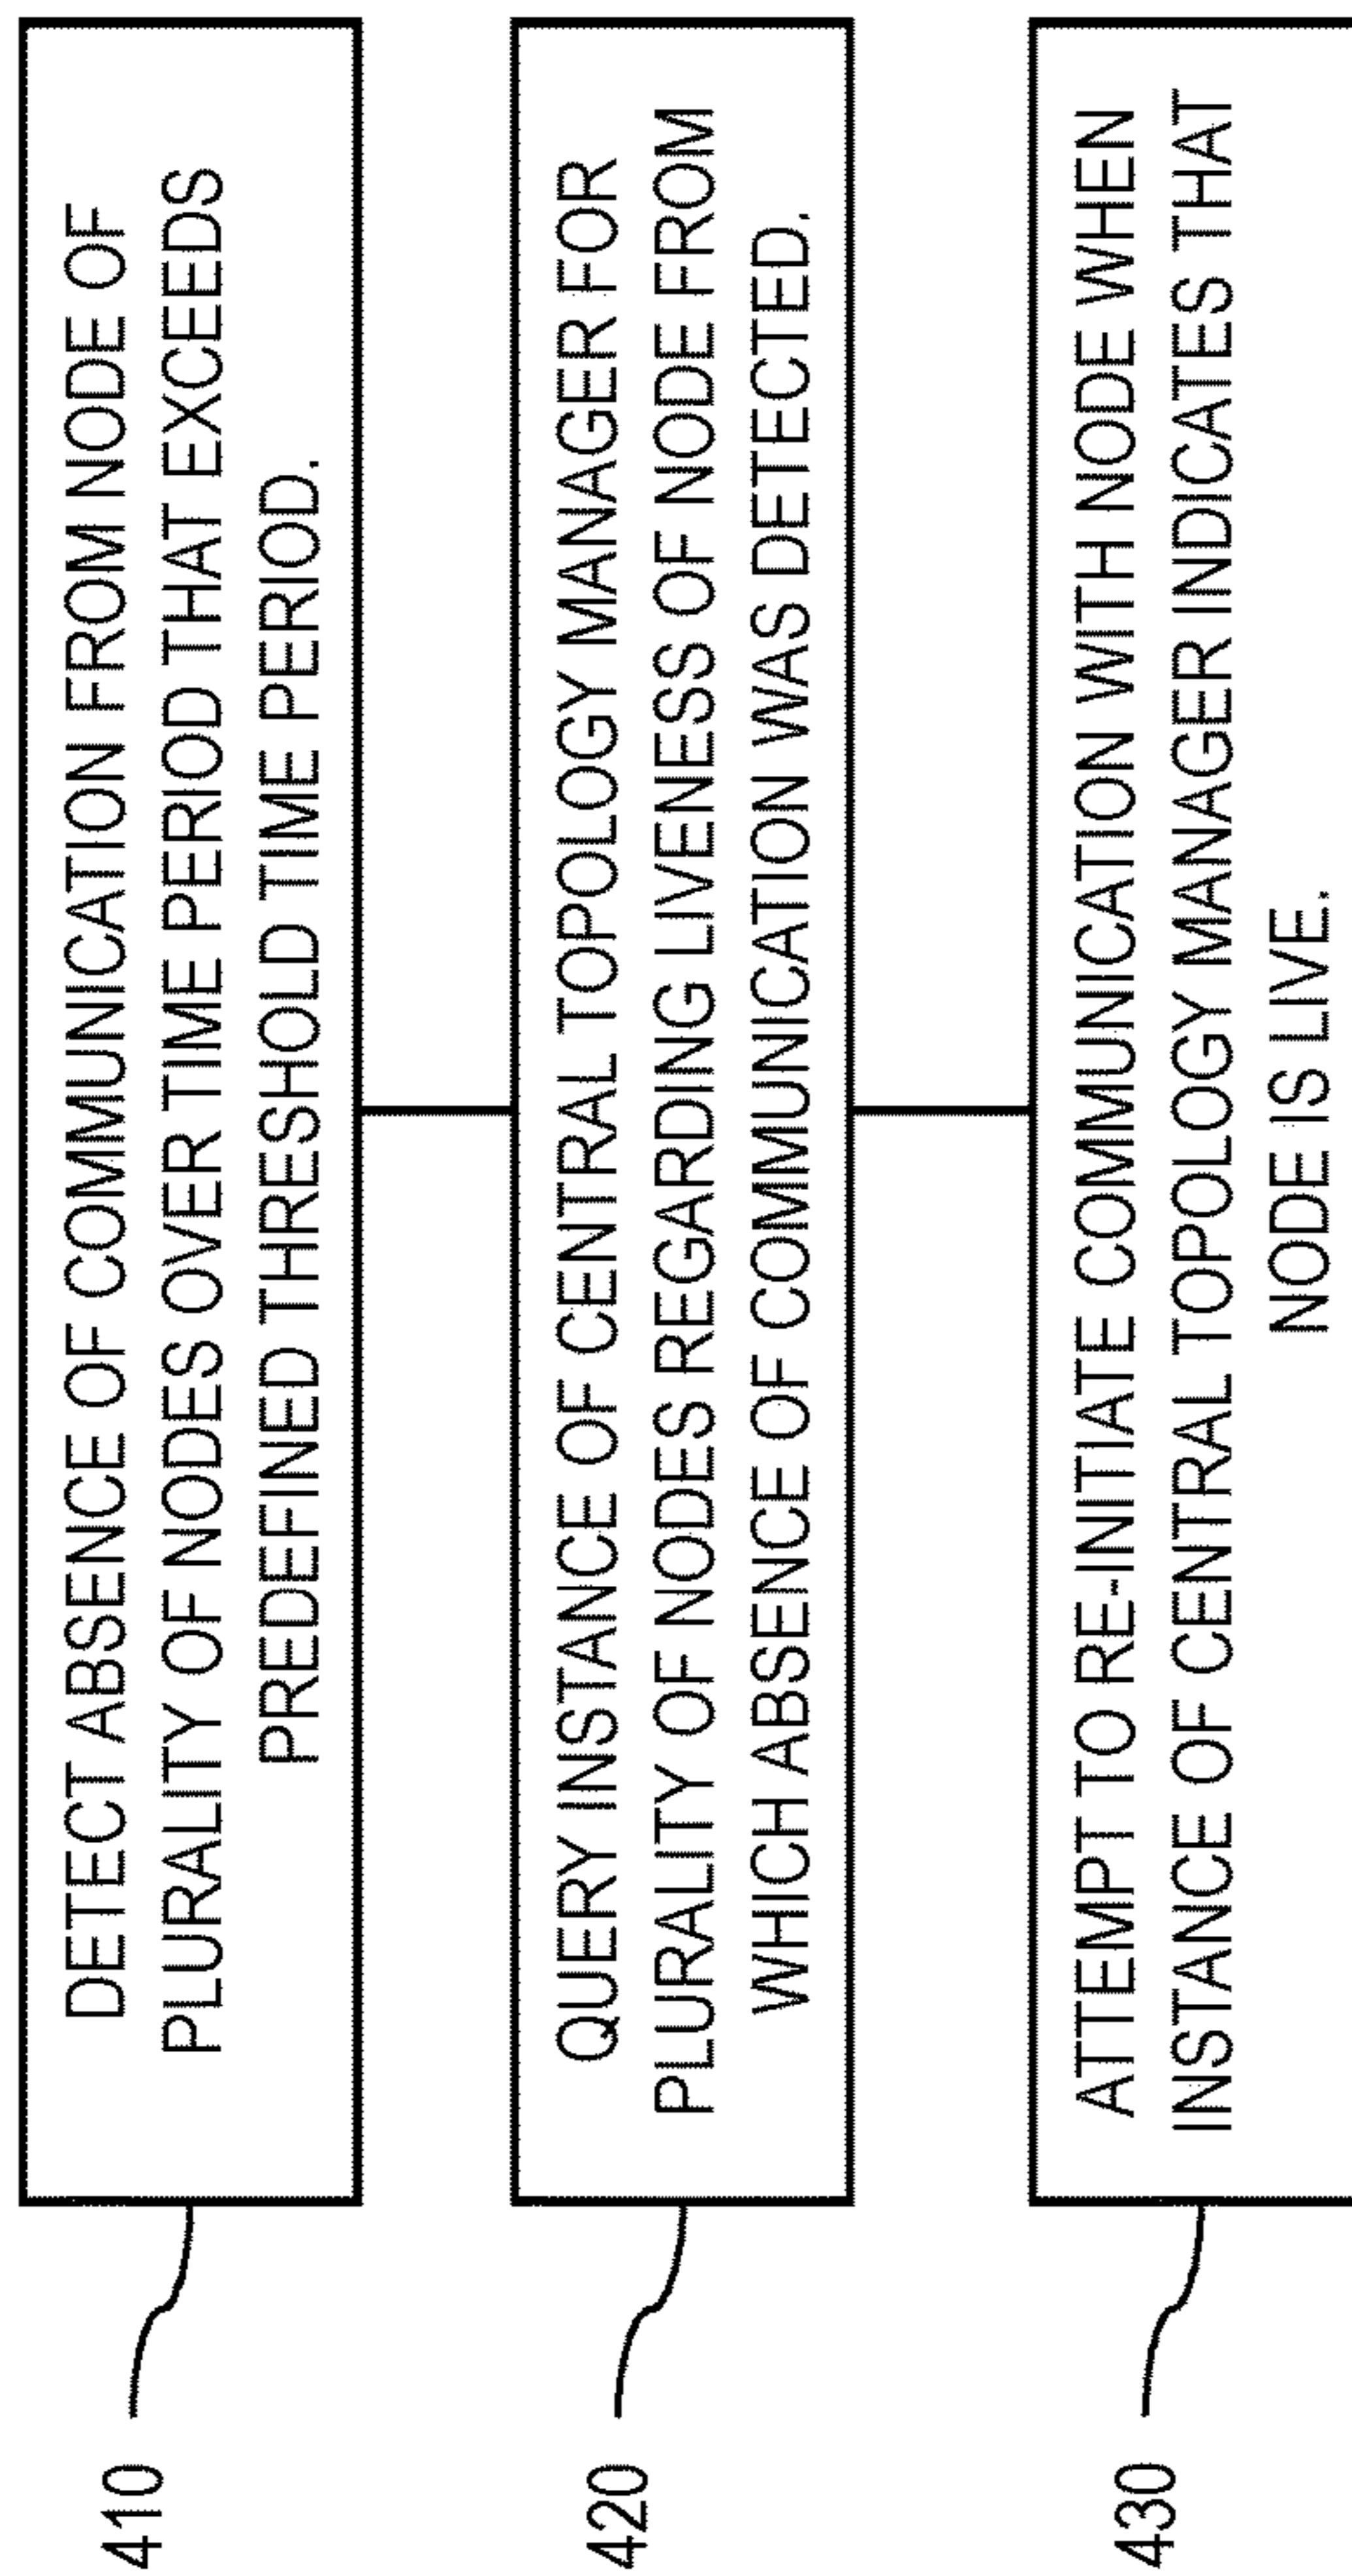 410
DETECT ABSENCE OF COMMUNICATION FROM NODE OF
PLURALITY OF NODES OVER TIME PERIOD THAT EXCEEDS
PREDEFINED THRESHOLD TIME PERIOD.
420
QUERY INSTANCE OF CENTRAL TOPOLOGY MANAGER FOR
PLURALITY OF NODES REGARDING LIVENESS OF NODE FROM
WHICH ABSENCE OF COMMUNICATION WAS DETECTED.
430
ATTEMPT TO RE-INITIATE COMMUNICATION WITH NODE WHEN
INSTANCE OF CENTRAL TOPOLOGY MANAGER INDICATES THAT
NODE IS LIVE.